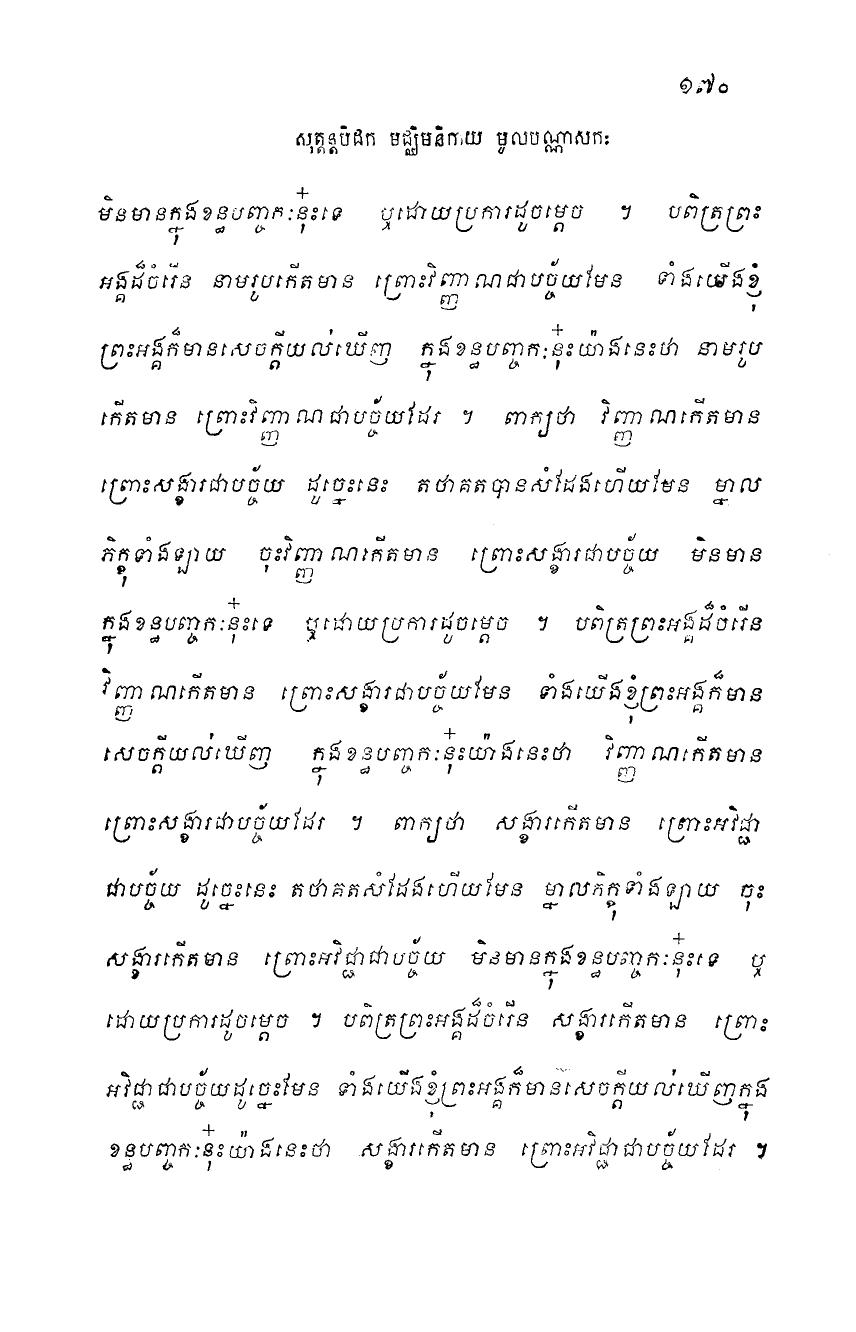 ១៧០
សុត្តន្តបិដក មជ្ឈិមនិកាយ មូលបណ្ណាសកៈ
មិនមានក្នុងខន្ធបញ្ចកៈនុ៎ះទេ ឬដោយប្រការដូចម្តេច ។ បពិត្រព្រះ
អង្គដ៏ចំរើន នាមរូបកើតមាន ព្រោះវិញ្ញាណជាបច្ច័យមែន ទាំងយើងខ្ញុំ
ព្រះអង្គក៏មានសេចក្តីយល់ឃើញ ក្នុងខន្ធបញ្ចកៈនុ៎ះយ៉ាងនេះថា នាមរូប
កើតមាន ព្រោះវិញ្ញាណជាបច្ច័យដែរ ។ ពាក្យថា វិញ្ញាណកើតមាន
ព្រោះសង្ខារជាបច្ច័យ ដូច្នេះនេះ តថាគតបានសំដែងហើយមែន ម្នាល
ភិក្ខុទាំងឡាយ ចុះវិញ្ញាណកើតមាន ព្រោះសង្ខារជាបច្ច័យ មិនមាន
ក្នុងខន្ធបញ្ចកៈនុ៎ះទេ ឬដោយប្រការដូចម្តេច ។ បពិត្រព្រះអង្គដ៏ចំរើន
វិញ្ញាណកើតមាន ព្រោះសង្ខារជាបច្ច័យមែន ទាំងយើងខ្ញុំព្រះអង្គក៏មាន
សេចក្តីយល់ឃើញ ក្នុងខន្ធបញ្ចកៈនុ៎ះយ៉ាងនេះថា វិញ្ញាណកើតមាន
ព្រោះសង្ខារជាបច្ច័យដែរ ។ ពាក្យថា សង្ខារកើតមាន ព្រោះអវិជ្ជា
ជាបច្ច័យ ដូច្នេះនេះ តថាគតសំដែងហើយមែន ម្នាលភិក្ខុទាំងឡាយ ចុះ
សង្ខារកើតមាន ព្រោះអវិជ្ជាជាបច្ច័យ មិនមានក្នុងខន្ធបញ្ចកៈនុ៎ះទេ ឬ
ដោយប្រការដូចម្តេច ។ បពិត្រព្រះអង្គដ៏ចំរើន សង្ខារកើតមាន ព្រោះ
អវិជ្ជាជាបច្ច័យដូច្នេះមែន ទាំងយើងខ្ញុំព្រះអង្គក៏មានសេចក្តីយល់ឃើញក្នុង
ខន្ធបញ្ចកៈនុ៎ះយ៉ាងនេះថា សង្ខារកើតមាន ព្រោះអវិជ្ជាជាបច្ច័យដែរ ។